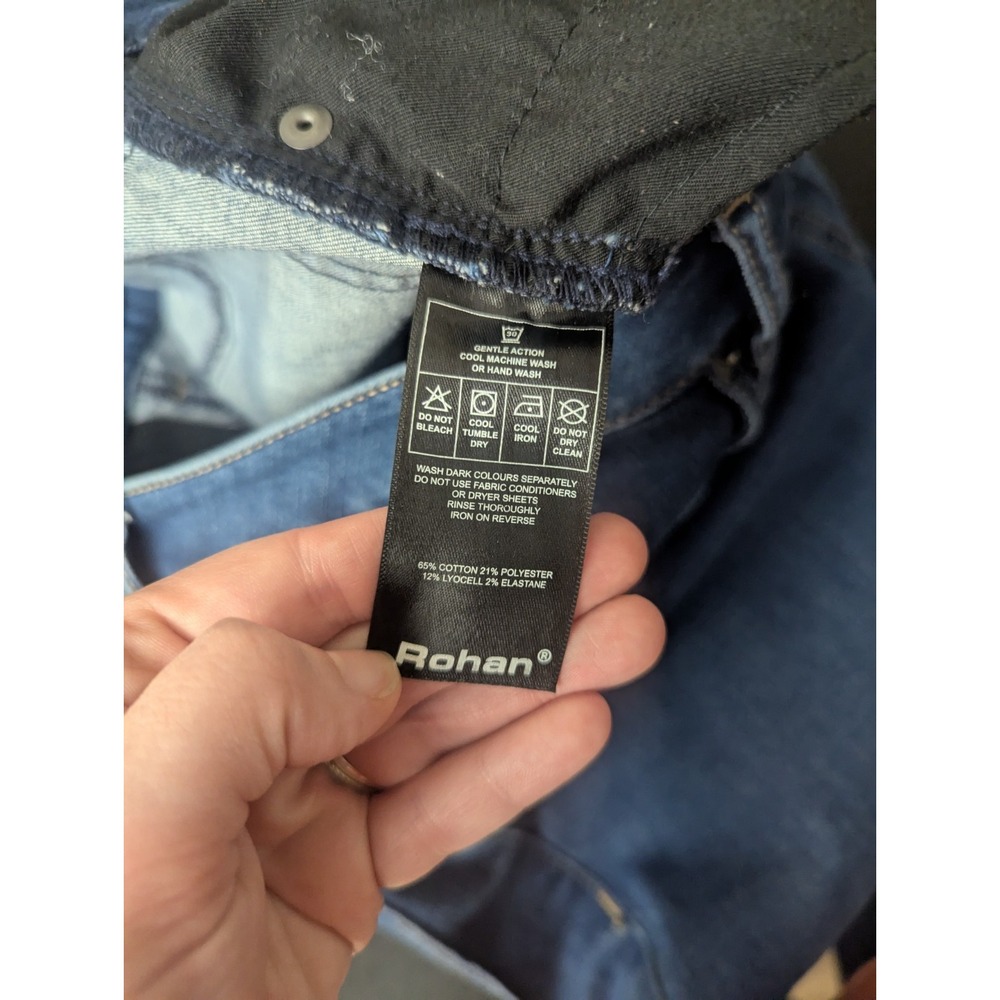 30
GENTLE ACTION
COOL MACHINE WASH
OR HAND WASH
DO NOT
BLEACH
COOL
TUMBLE
DRY
COOL
IRON
DO NOT
DRY
CLEAN
WASH DARK COLOURS SEPARATELY
DO NOT USE FABRIC CONDITIONERS
OR DRYER SHEETS
RINSE THOROUGHLY
IRON ON REVERSE
65% COTTON 21% POLYESTER
12% LYOCELL 2% ELASTANE
Rohan®